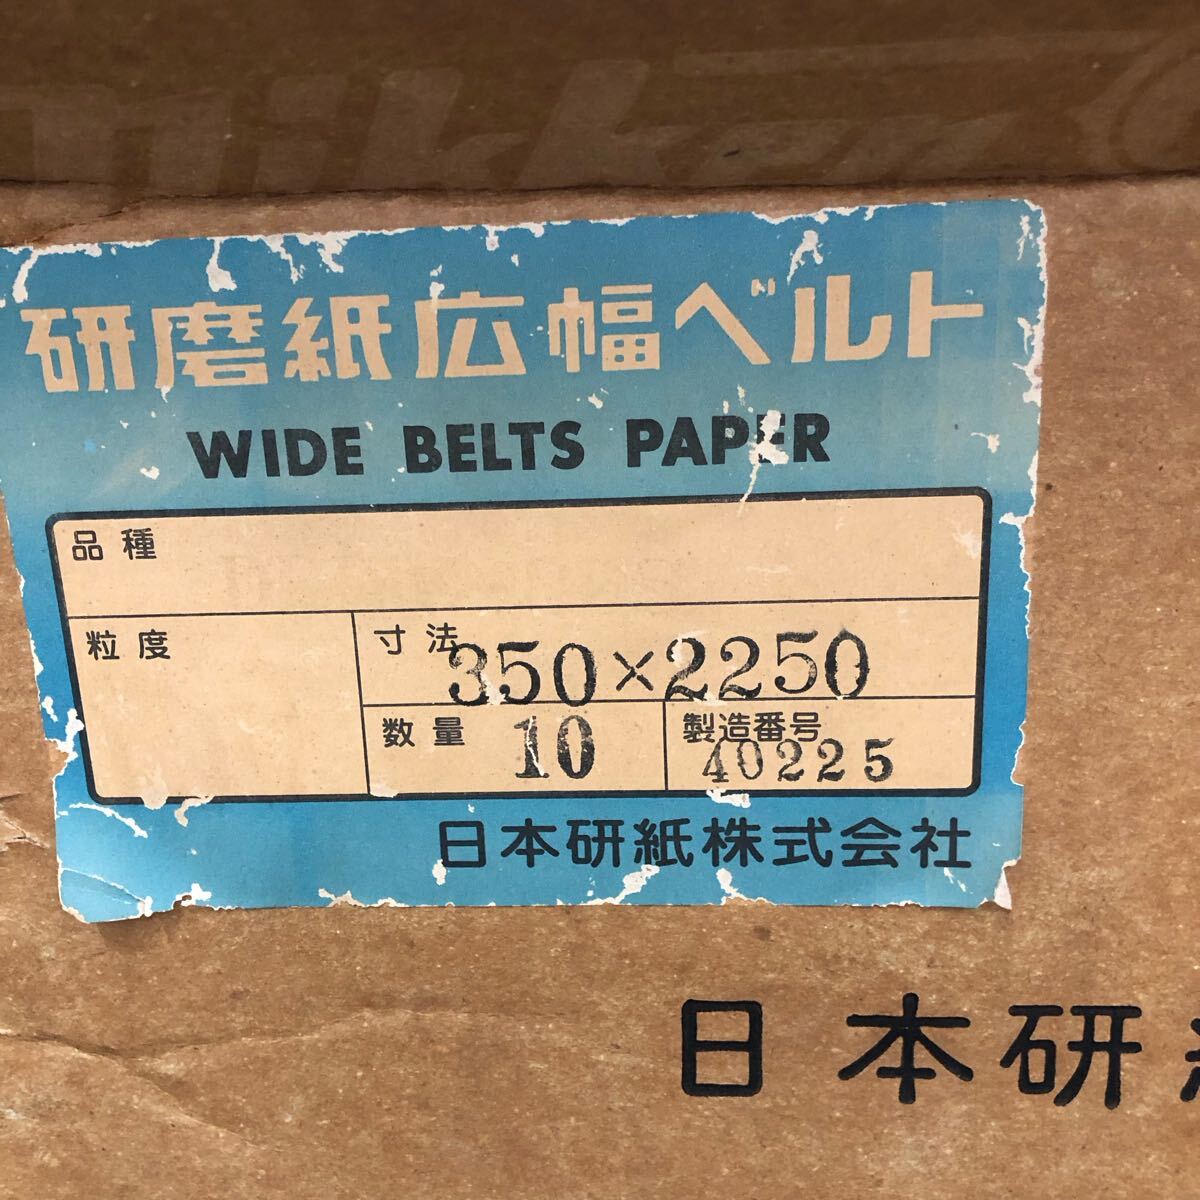 nikken
研磨紙広幅ベルト
WIDE BELTS PAPER
品種
粒度
寸法 350×2250
数量 10
製造番号 40225
日本研紙株式会社
日本研